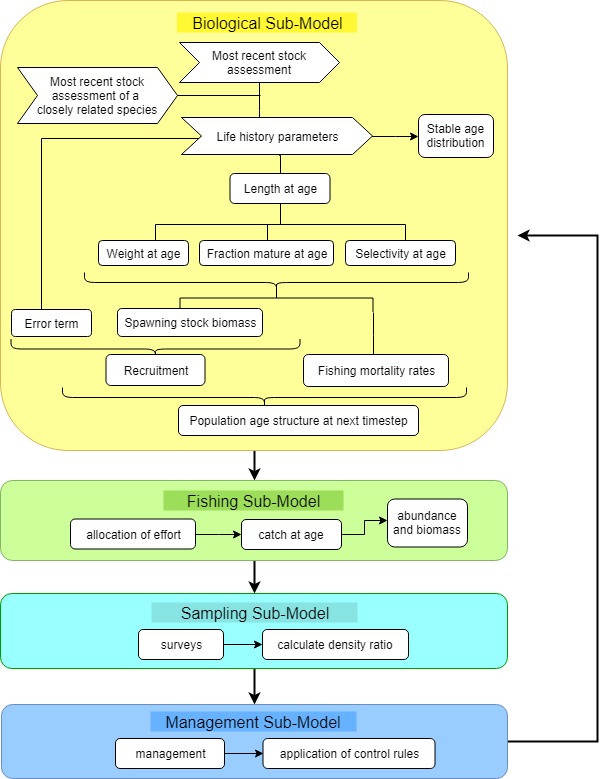 Biological Sub-Model
Most recent stock
assessment
Most recent stock
assessment of a
closely related species
Life history parameters
Stable age
distribution
Length at age
Weight at age
Fraction mature at age
Selectivity at age
Error term
Spawning stock biomass
Recruitment
Fishing mortality rates
Population age structure at next timestep
Fishing Sub-Model
allocation of effort
catch at age
abundance
and biomass
Sampling Sub-Model
surveys
calculate density ratio
Management Sub-Model
management
application of control rules